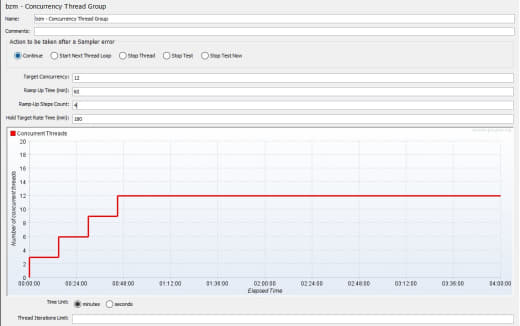 bzm - Concurrency Thread Group
Name: bzm - Concurrency Thread Group
Comments:
Action to be taken after a Sampler error
Continue Start Next Thread Loop Stop Thread Stop Test Stop Test Now
Target Concurrency: 12
Ramp Up Time (min): 60
Ramp-Up Steps Count: 4
Hold Target Rate Time (min): 180
Concurrent Threads
20
18
16
14
12
10
8
6
4
2
0
Number of concurrent threads
00:00:00 00:24:00 00:48:00 01:12:00 01:36:00 02:00:00 02:24:00 02:48:00 03:12:00 03:36:00 04:00:00
Elapsed Time
Time Unit: minutes seconds
Thread Iterations Limit: